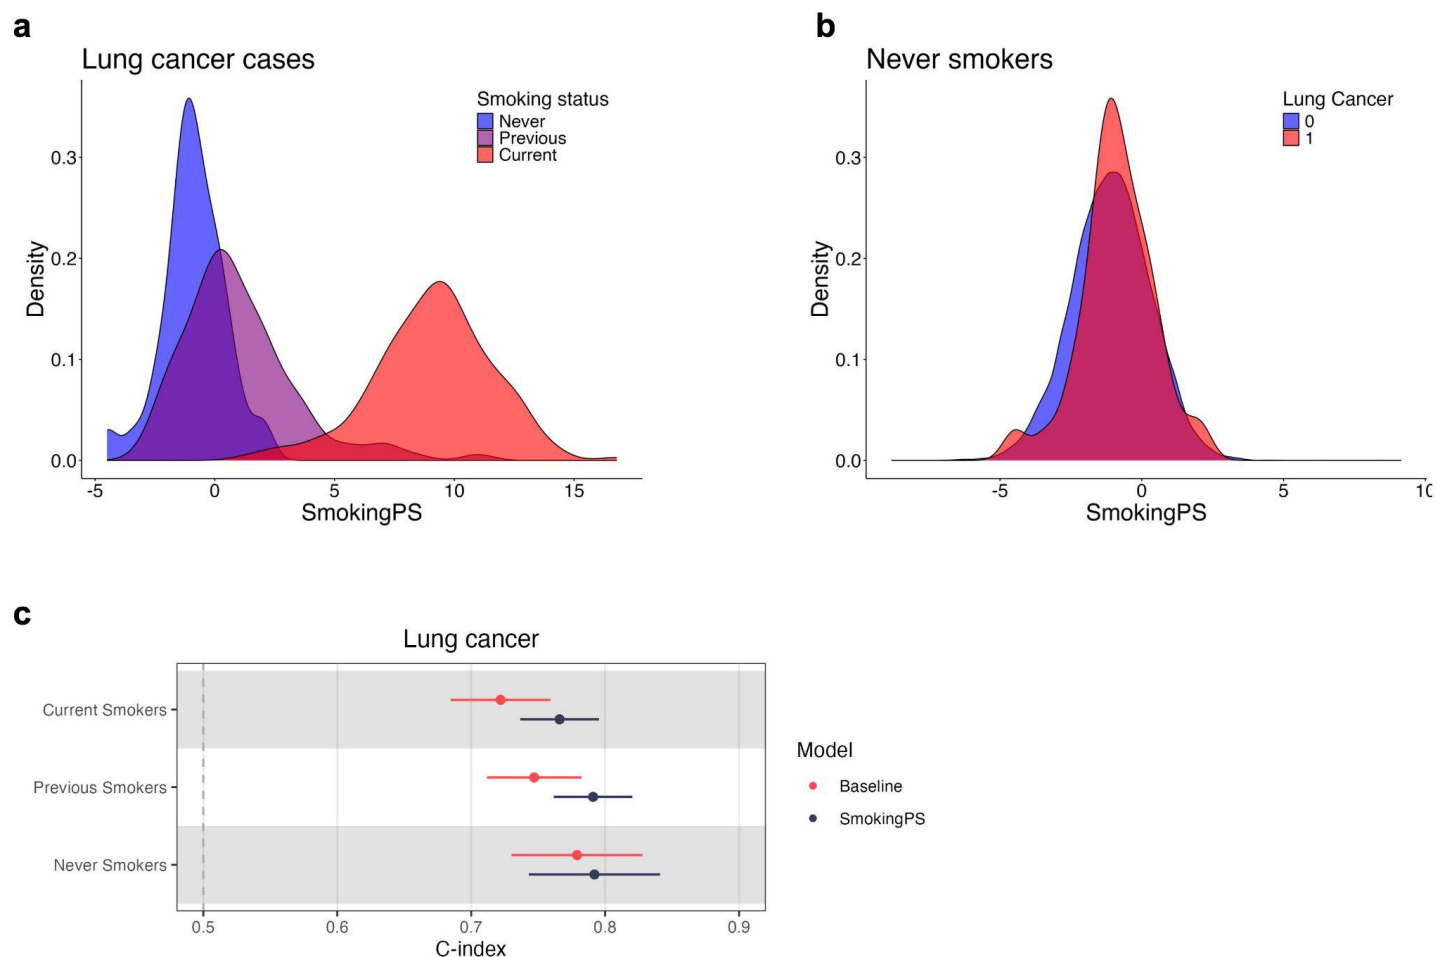 a
Lung cancer cases
Smoking status
Never
Previous
Current
Density
0.3
0.2
0.1
0.0
-5 0 5 10 15
SmokingPS
b
Never smokers
Lung Cancer
0
1
Density
0.3
0.2
0.1
0.0
-5 0 5 10
SmokingPS
c
Lung cancer
Current Smokers
Previous Smokers
Never Smokers
0.5 0.6 0.7 0.8 0.9
C-index
Model
Baseline
SmokingPS